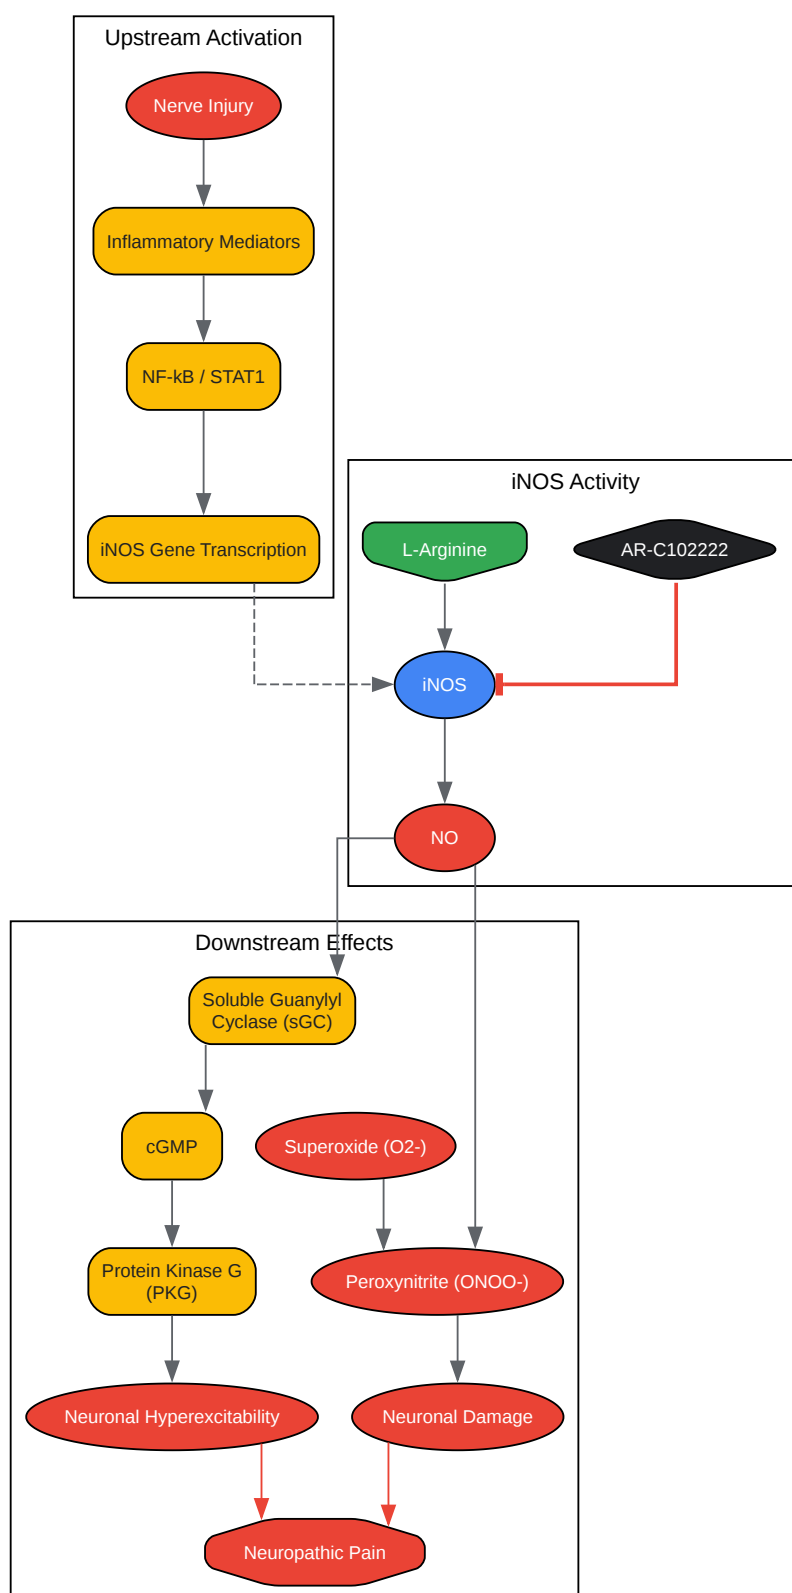 Upstream Activation
Nerve Injury
Inflammatory Mediators
NF-kB / STAT1
iNOS Gene Transcription
iNOS Activity
L-Arginine
AR-C102222
iNOS
NO
Downstream Effects
Soluble Guanylyl
Cyclase (sGC)
cGMP
Superoxide (O2-)
Protein Kinase G
(PKG)
Peroxynitrite (ONOO-)
Neuronal Hyperexcitability
Neuronal Damage
Neuropathic Pain